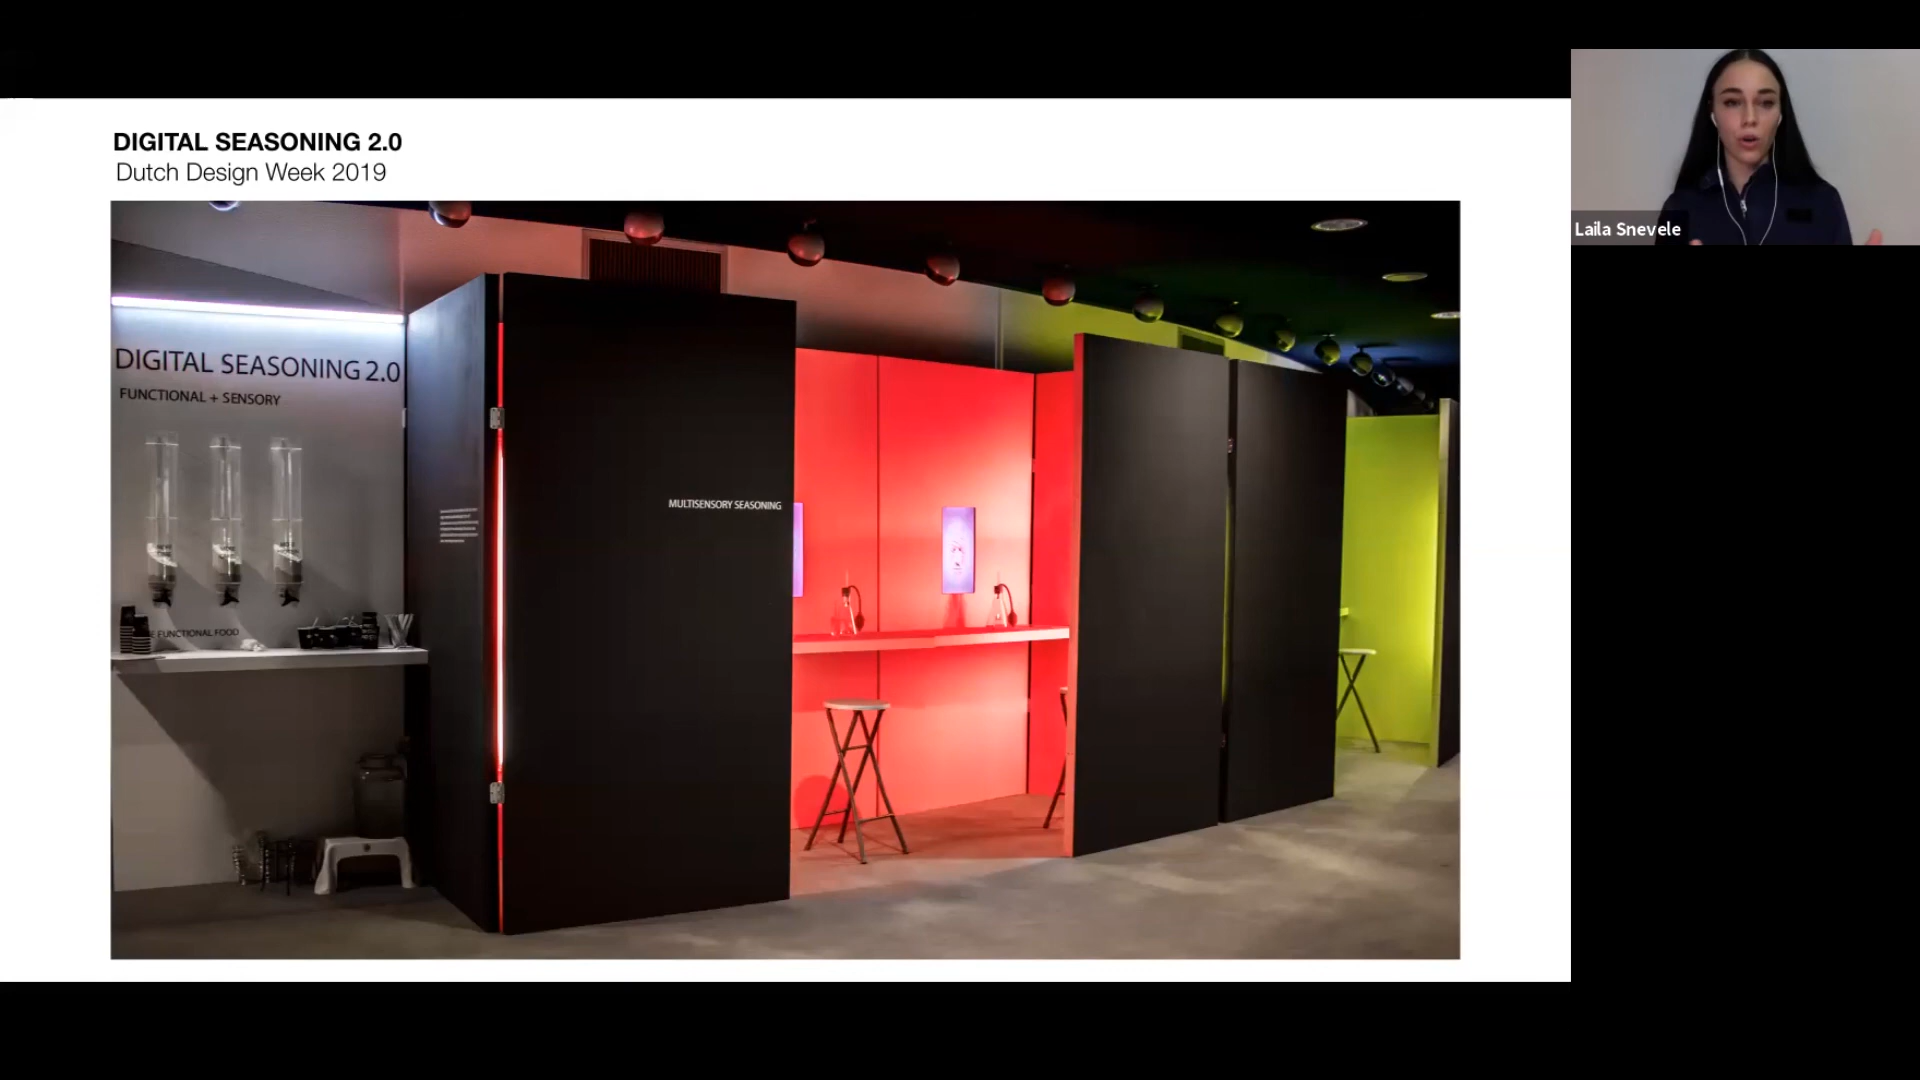 DIGITAL SEASONING 2.0
Dutch Design Week 2019
DIGITAL SEASONING 2.0
FUNCTIONAL + SENSORY
FUNCTIONAL FOOD
MULTISENSORY SEASONING
Laila Snevele